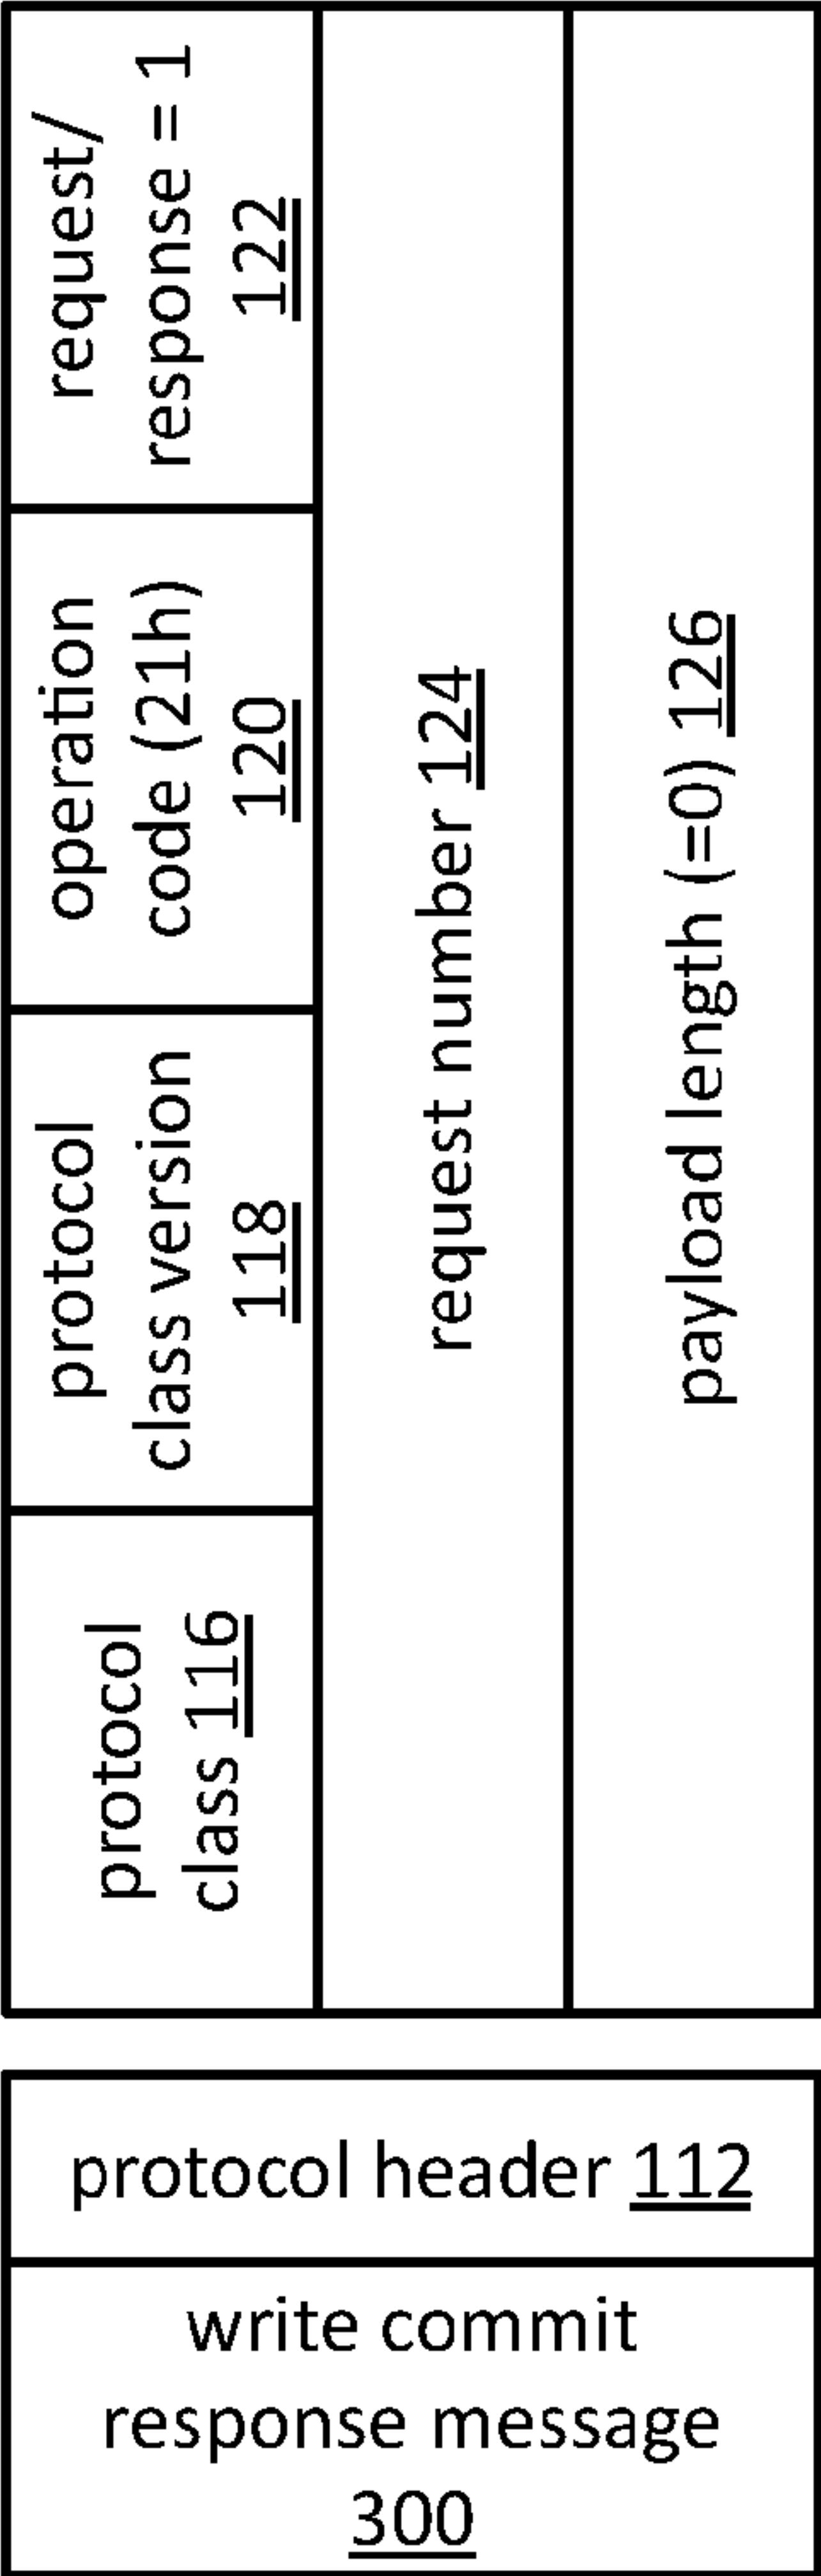 write commit
response message
300
protocol header 112
protocol
class 116
protocol
class version
118
operation
code (21h)
120
request/
response = 1
122
request number 124
payload length (=0) 126